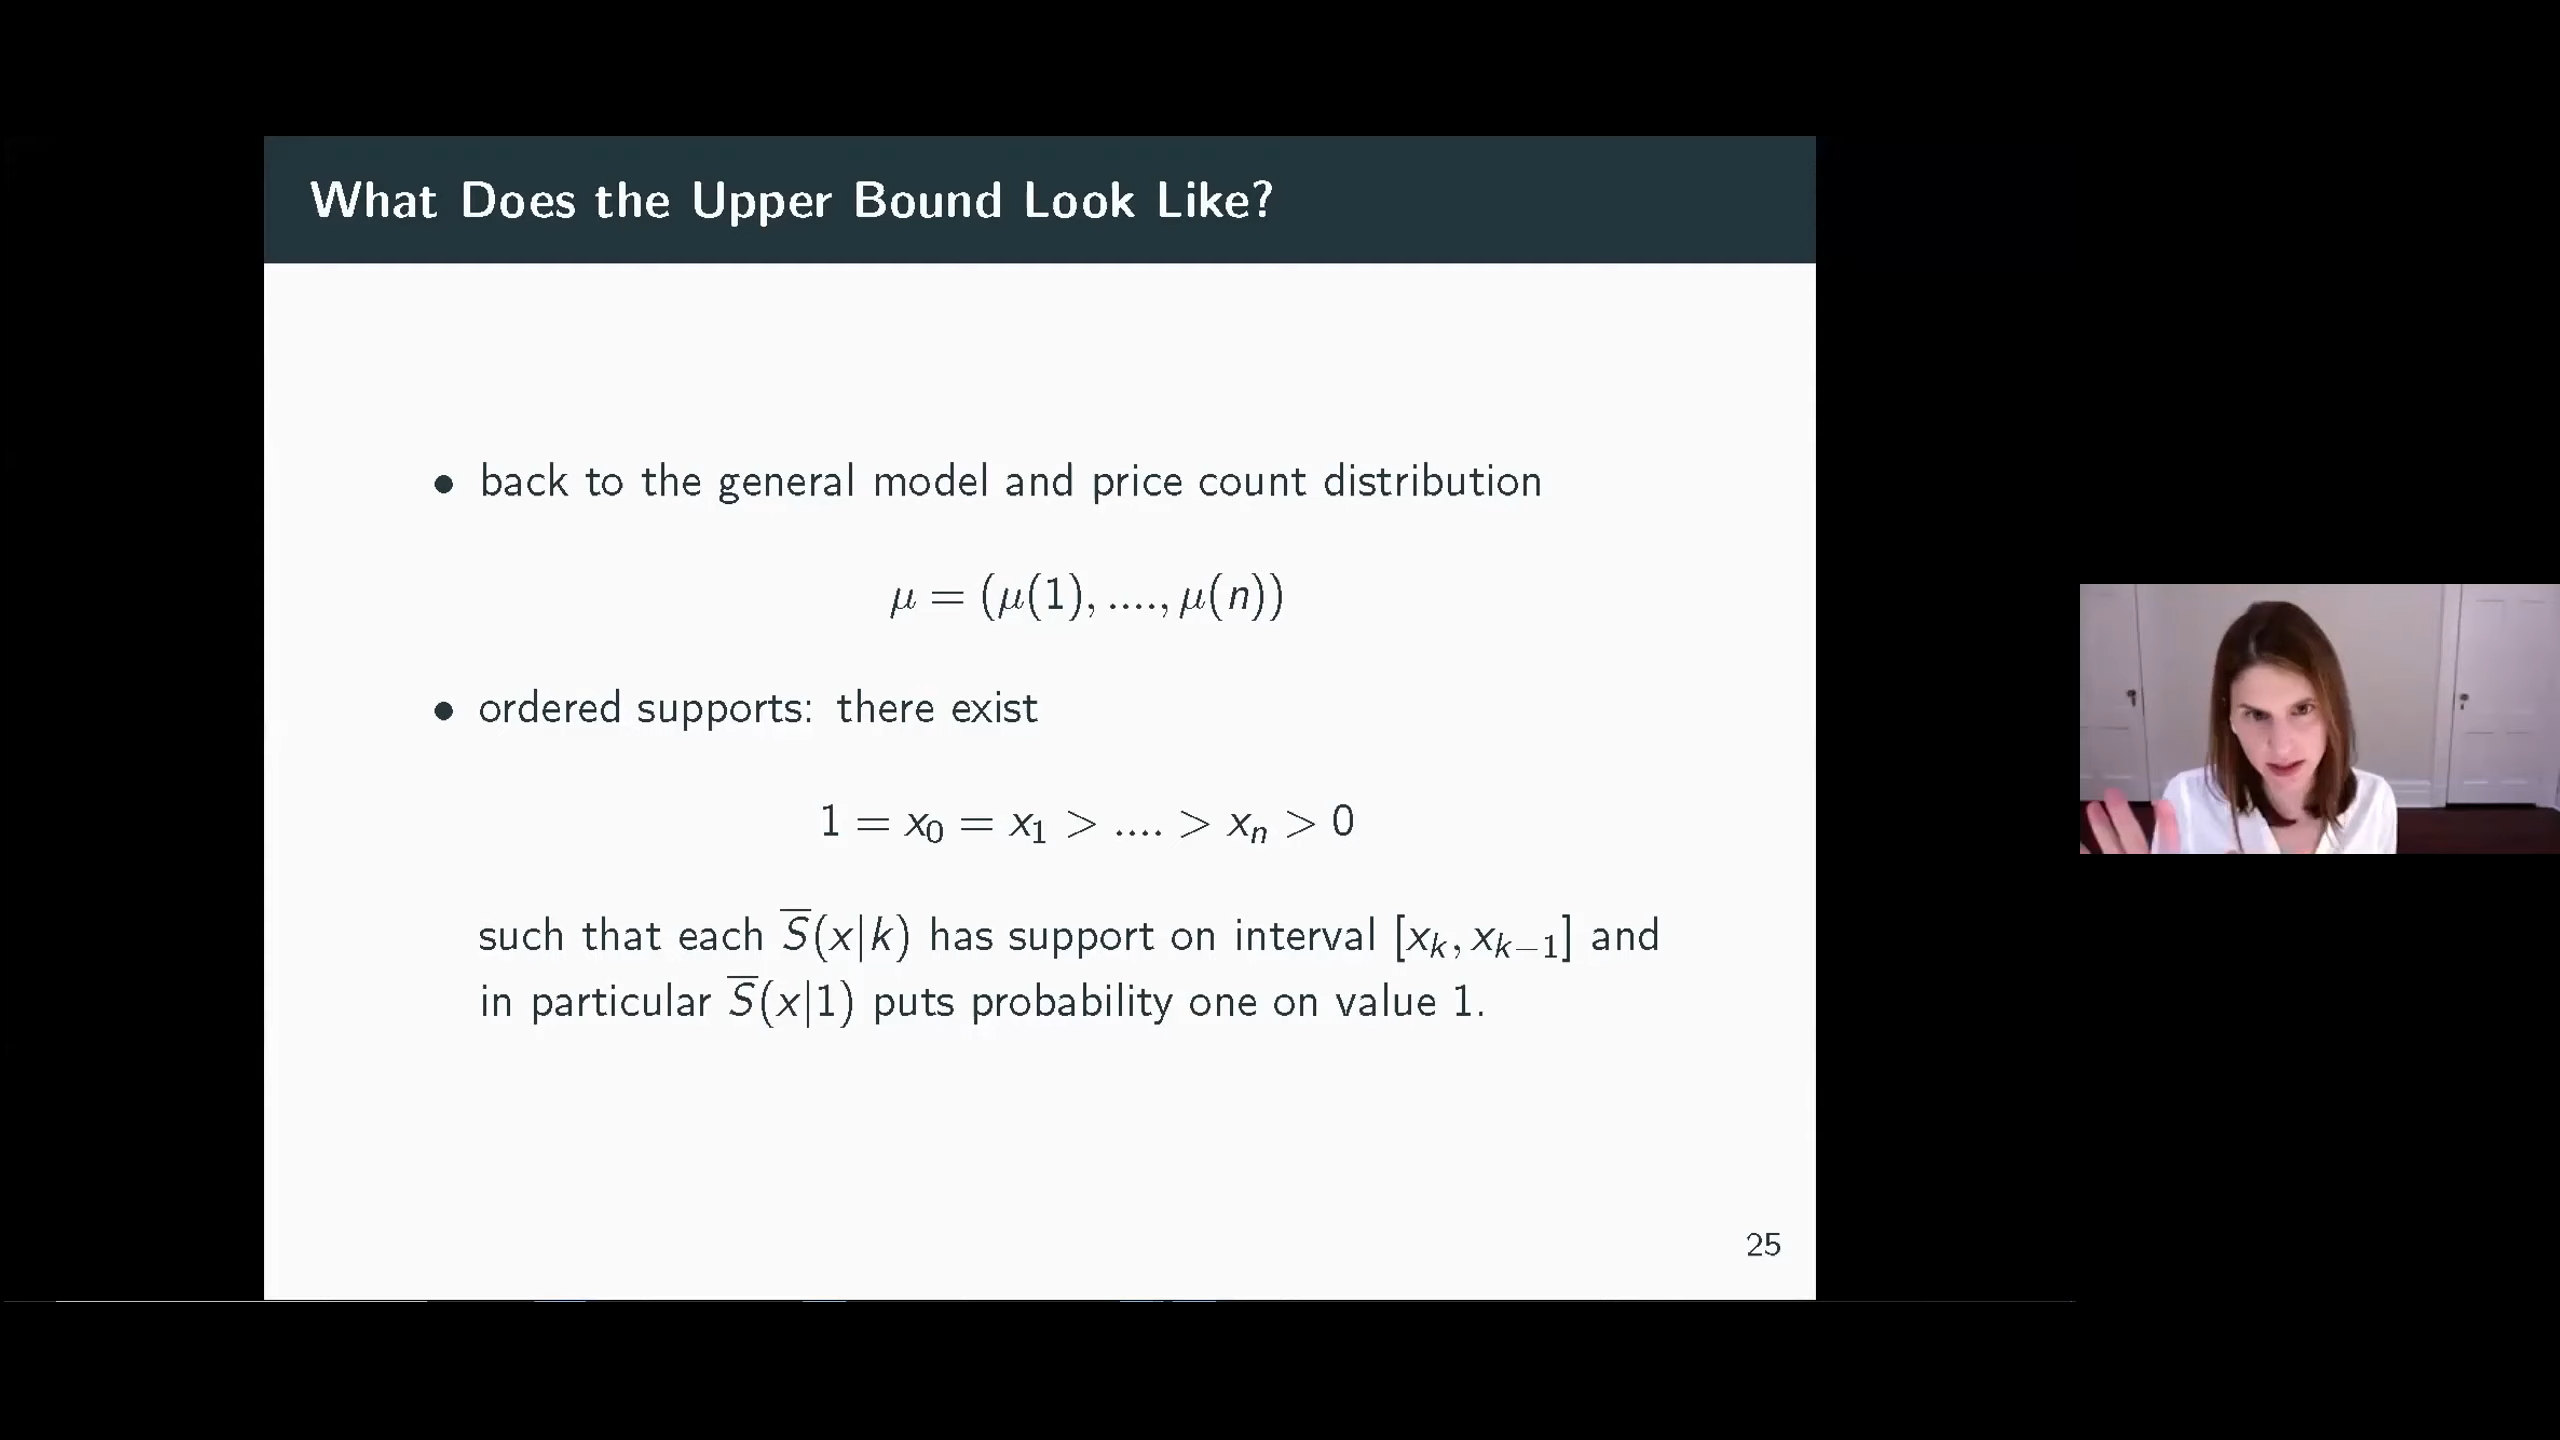 What Does the Upper Bound Look Like?
• back to the general model and price count distribution
μ = (μ(1), ...., μ(n))
• ordered supports: there exist
1 = x₀ = x₁ > .... > xₙ > 0
such that each S̅(x|k) has support on interval [xₖ, xₖ₋₁] and
in particular S̅(x|1) puts probability one on value 1.
25